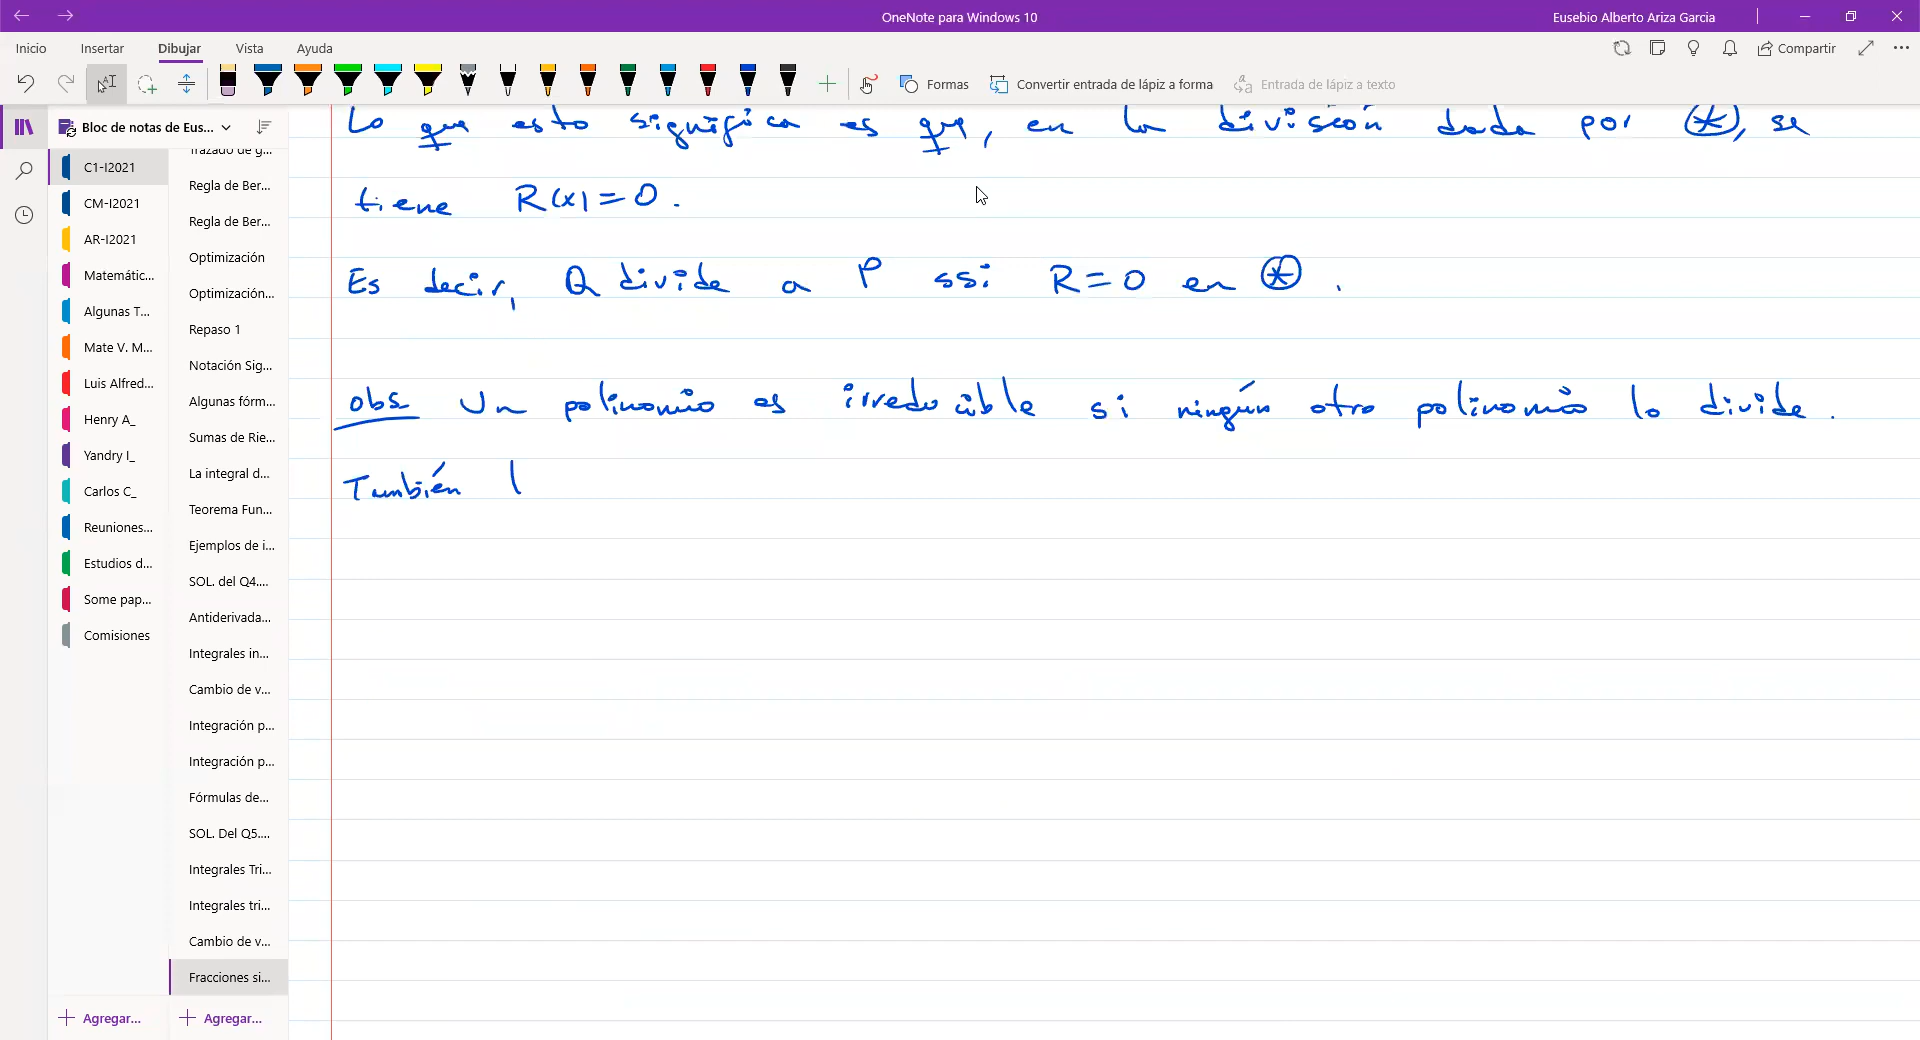 OneNote para Windows 10
Eusebio Alberto Ariza Garcia
Inicio Insertar Dibujar Vista Ayuda
Compartir
Formas
Convertir entrada de lápiz a forma
Entrada de lápiz a texto
Bloc de notas de Eus...
C1-I2021
CM-I2021
AR-I2021
Matemátic...
Algunas T...
Mate V. M...
Luis Alfred...
Henry A_
Yandry I_
Carlos C_
Reuniones...
Estudios d...
Some pap...
Comisiones
Agregar...
Trazado de g...
Regla de Ber...
Regla de Ber...
Optimización
Optimización...
Repaso 1
Notación Sig...
Algunas fórm...
Sumas de Rie...
La integral d...
Teorema Fun...
Ejemplos de i...
SOL. del Q4....
Antiderivada...
Integrales in...
Cambio de v...
Integración p...
Integración p...
Fórmulas de...
SOL. Del Q5....
Integrales Tri...
Integrales tri...
Cambio de v...
Fracciones si...
Agregar...
Lo que esto significa es que, en la división dada por ⊛, se
tiene R(x) = 0.
Es decir, Q divide a P ssi R = 0 en ⊛.
obs Un polinomio es irreducible si ningún otro polinomio lo divide.
También l